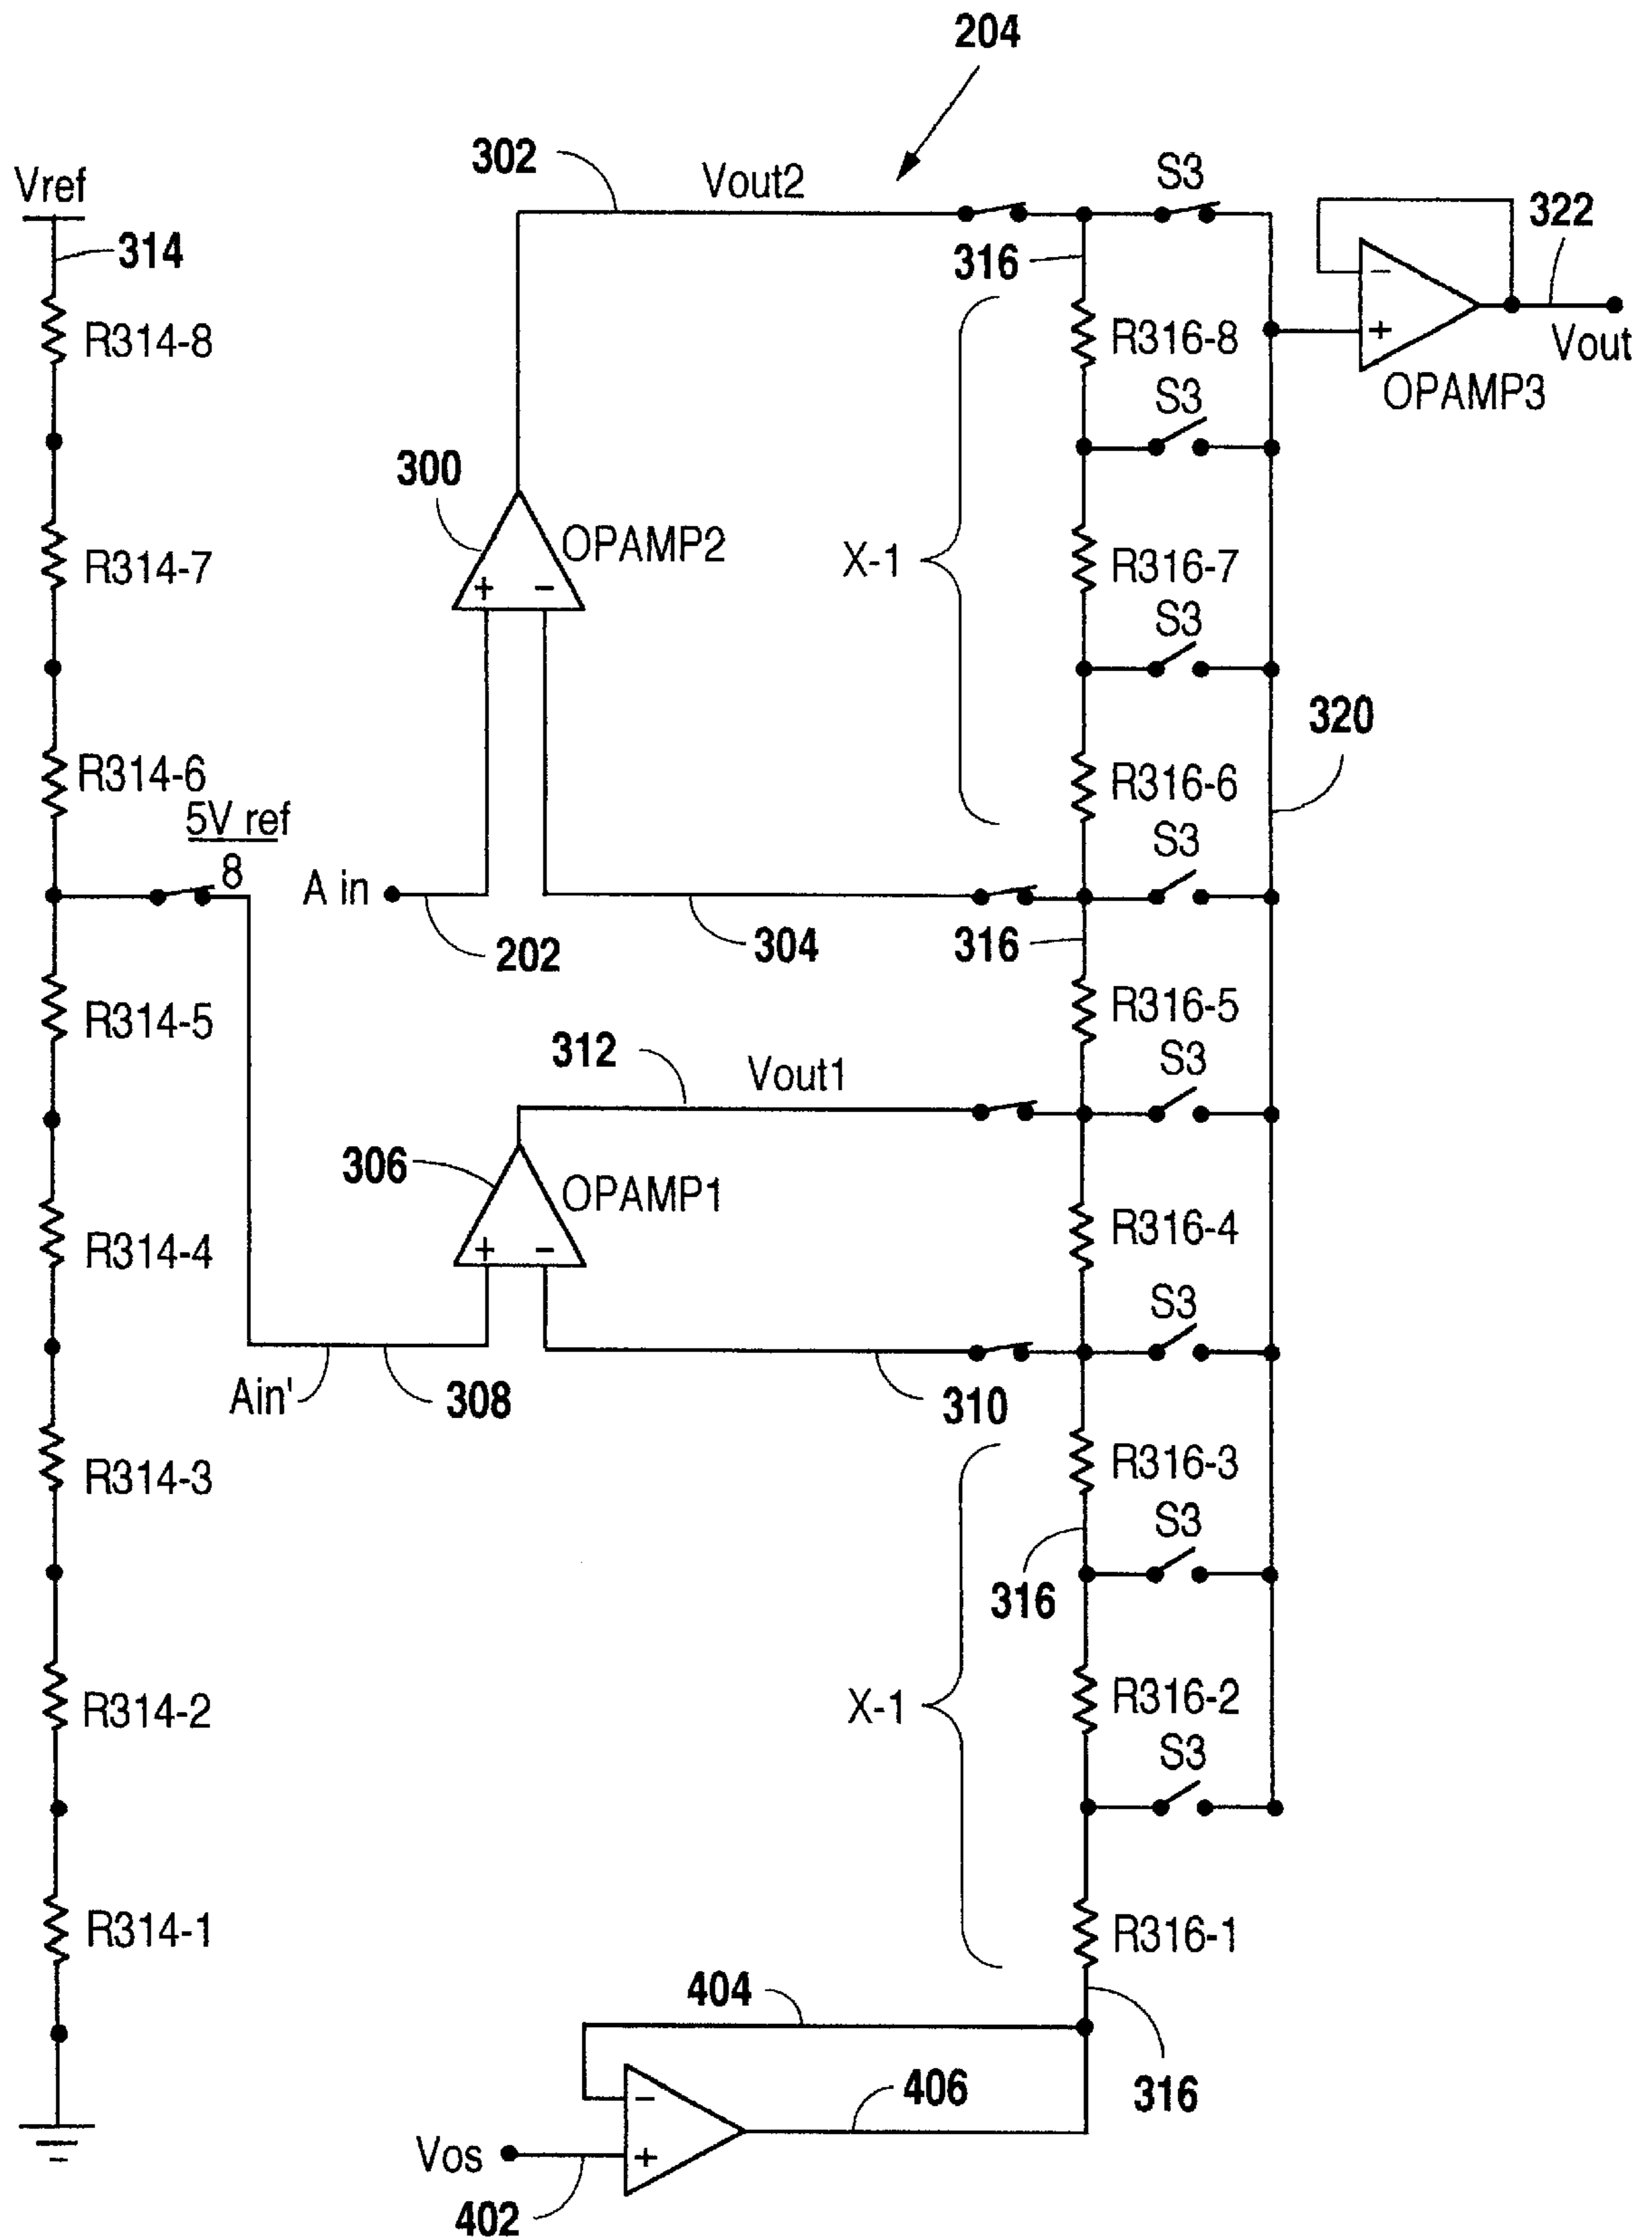 204
302
Vout2
S3
Vref
314
316
322
R314-8
R316-8
Vout
OPAMP3
S3
300
OPAMP2
R314-7
X-1
R316-7
+ −
S3
320
R314-6
R316-6
5V ref
8
S3
A in
202
304
316
R314-5
R316-5
312
Vout1
S3
306
OPAMP1
R314-4
R316-4
+ −
S3
Ain'
308
310
R314-3
R316-3
S3
316
R314-2
X-1
R316-2
S3
R314-1
R316-1
404
406
316
−
Vos
+
402
−
+